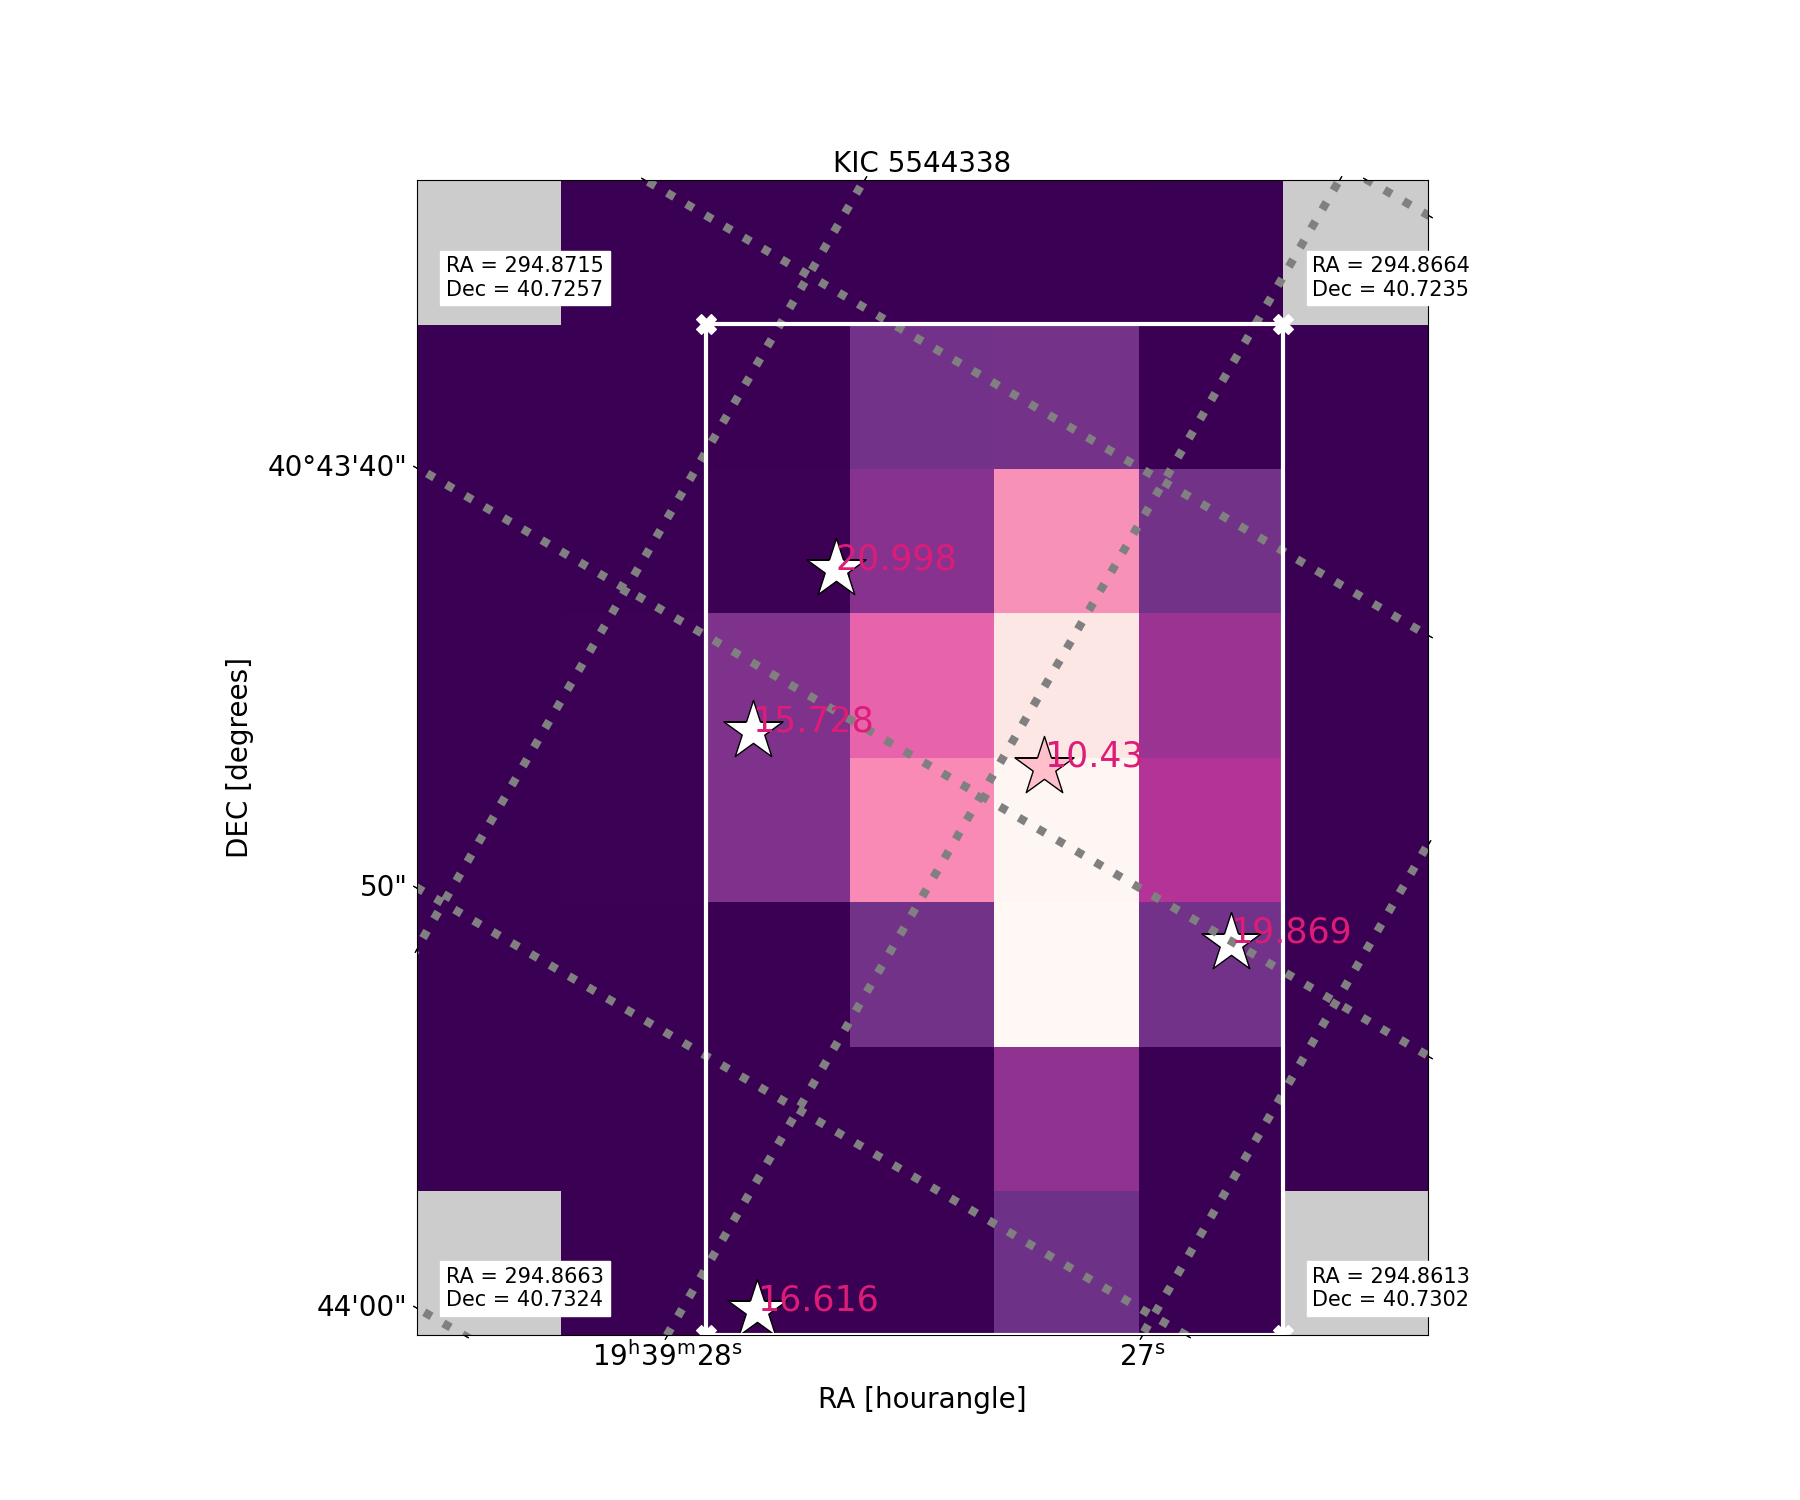 KIC 5544338
RA = 294.8715
Dec = 40.7257
RA = 294.8664
Dec = 40.7235
40°43'40"
20.998
15.728
10.43
DEC [degrees]
50"
19.869
RA = 294.8663
Dec = 40.7324
RA = 294.8613
Dec = 40.7302
44'00"
16.616
19h39m28s
27s
RA [hourangle]